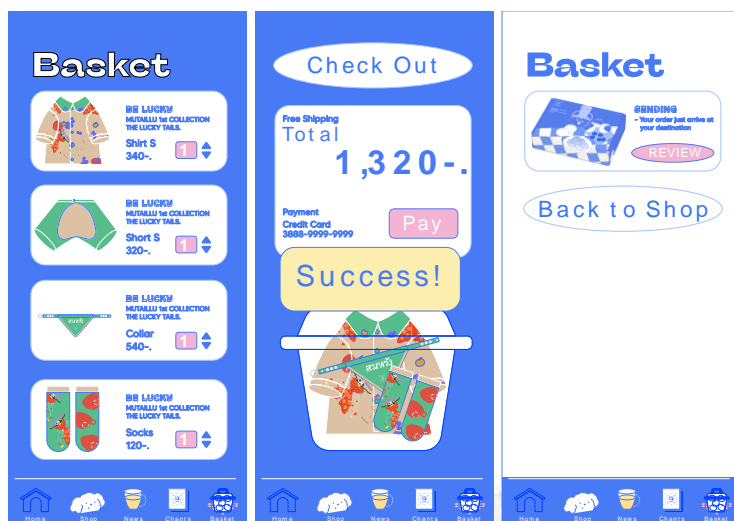 Basket
BE LUCKY
MUTAILLU 1st COLLECTION
THE LUCKY TAILS.
Shirt S
340-.
1
BE LUCKY
MUTAILLU 1st COLLECTION
THE LUCKY TAILS.
Short S
320-.
1
BE LUCKY
MUTAILLU 1st COLLECTION
THE LUCKY TAILS.
Collar
540-.
1
BE LUCKY
MUTAILLU 1st COLLECTION
THE LUCKY TAILS.
Socks
120-.
1
Home Shop News Chants Basket
Check Out
Free Shipping
Total
1,320-.
Payment
Credit Card
3888-9999-9999
Pay
Success!
Home Shop News Chants Basket
Basket
SENDING
- Your order just arrive at
your destination
REVIEW
Back to Shop
Home Shop News Chants Basket